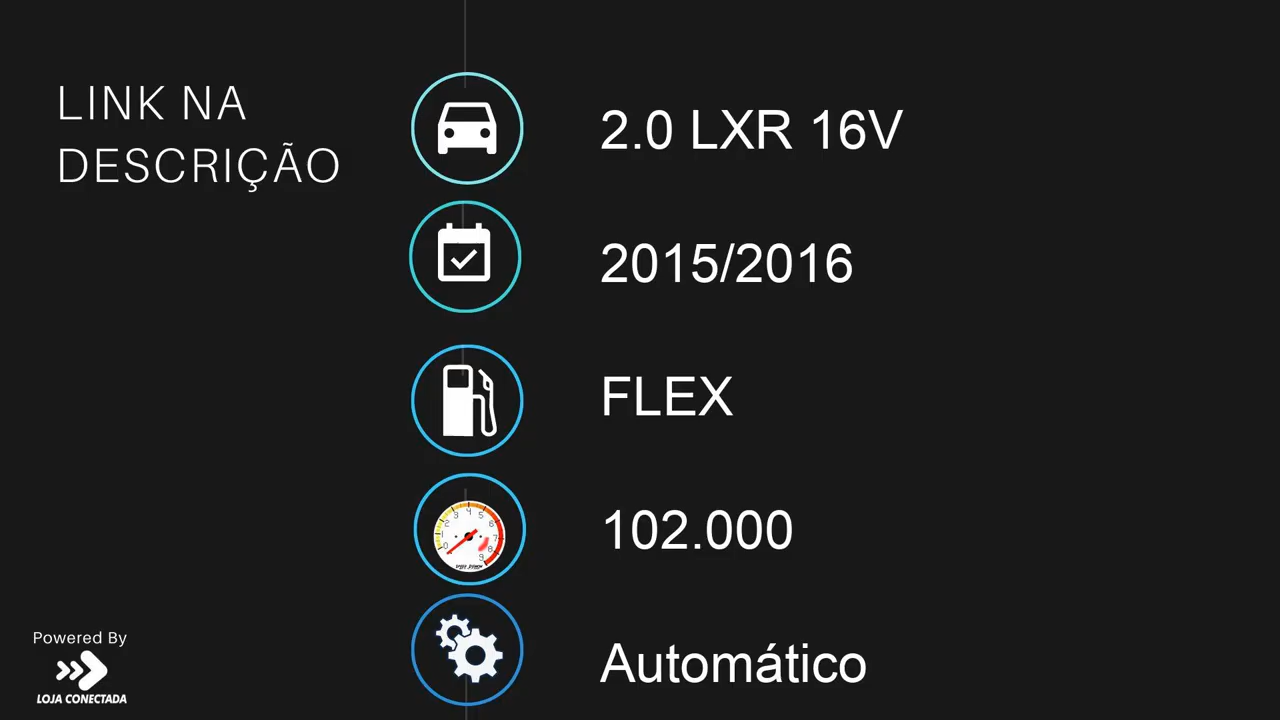 LINK NA
DESCRIÇÃO
2.0 LXR 16V
2015/2016
FLEX
102.000
Automático
Powered By
LOJA CONECTADA